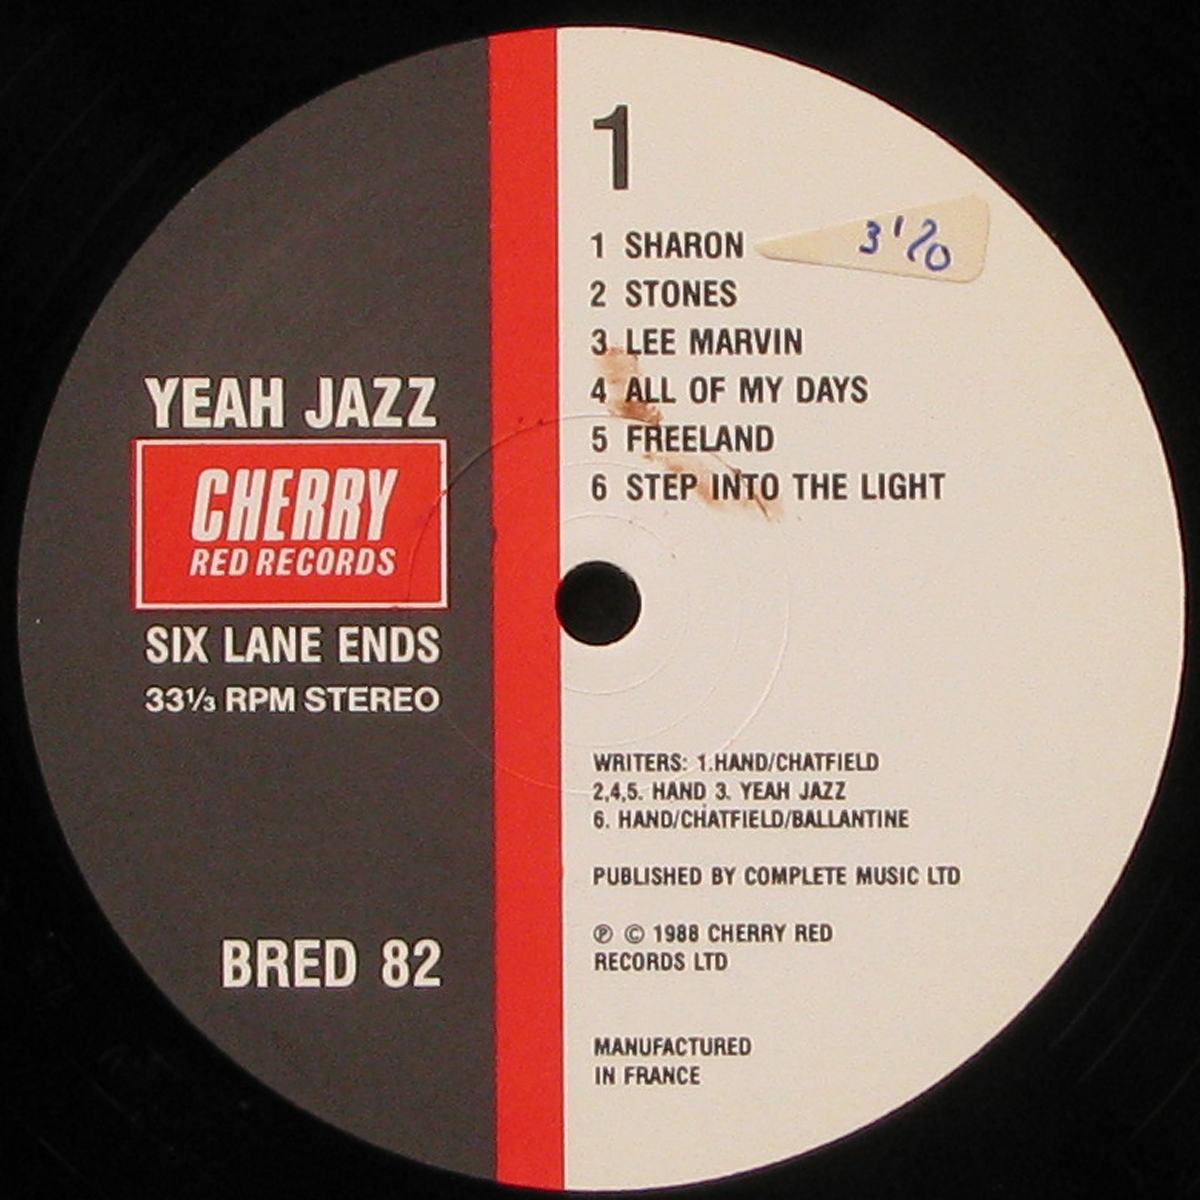 YEAH JAZZ
CHERRY
RED RECORDS
SIX LANE ENDS
33⅓ RPM STEREO
BRED 82
1
1 SHARON
3'20
2 STONES
3 LEE MARVIN
4 ALL OF MY DAYS
5 FREELAND
6 STEP INTO THE LIGHT
WRITERS: 1.HAND/CHATFIELD
2,4,5. HAND 3. YEAH JAZZ
6. HAND/CHATFIELD/BALLANTINE
PUBLISHED BY COMPLETE MUSIC LTD
℗ © 1988 CHERRY RED
RECORDS LTD
MANUFACTURED
IN FRANCE